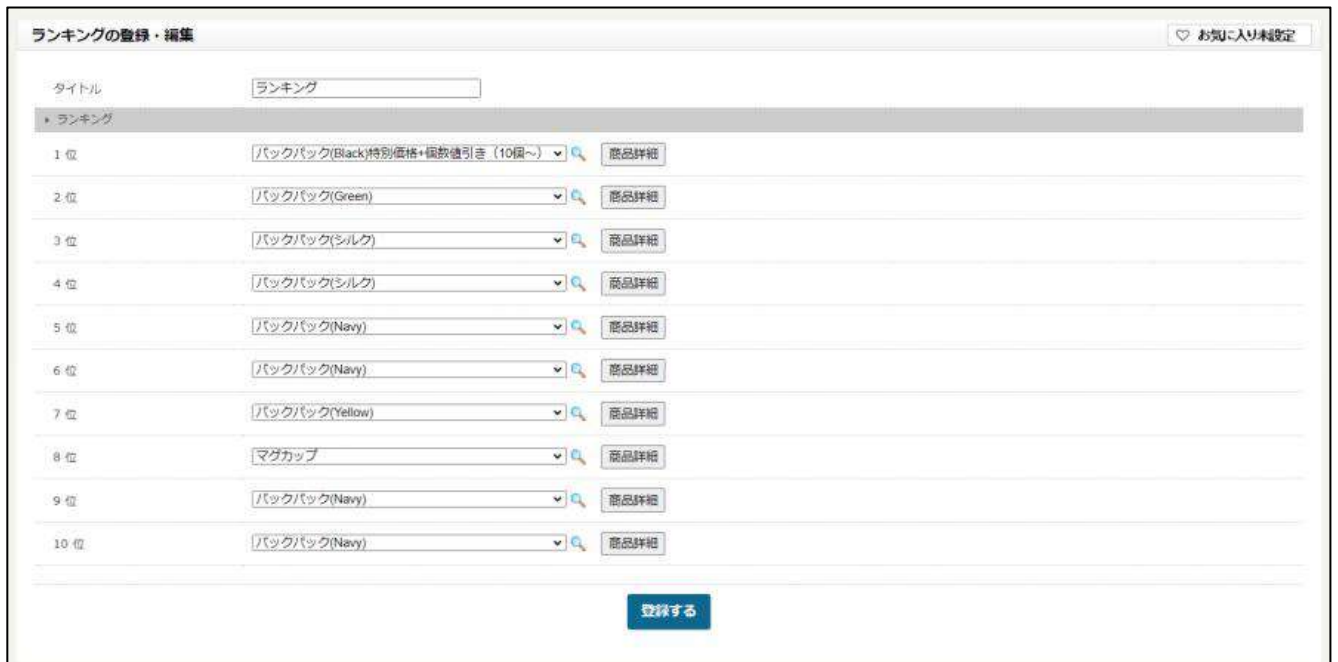 ランキングの登録・編集
♡ お気に入り未設定
タイトル ランキング
ランキング
1 位 バックパック(Black)特別価格+個数値引き（10個～） 商品詳細
2 位 バックパック(Green) 商品詳細
3 位 バックパック(シルク) 商品詳細
4 位 バックパック(シルク) 商品詳細
5 位 バックパック(Navy) 商品詳細
6 位 バックパック(Navy) 商品詳細
7 位 バックパック(Yellow) 商品詳細
8 位 マグカップ 商品詳細
9 位 バックパック(Navy) 商品詳細
10 位 バックパック(Navy) 商品詳細
登録する